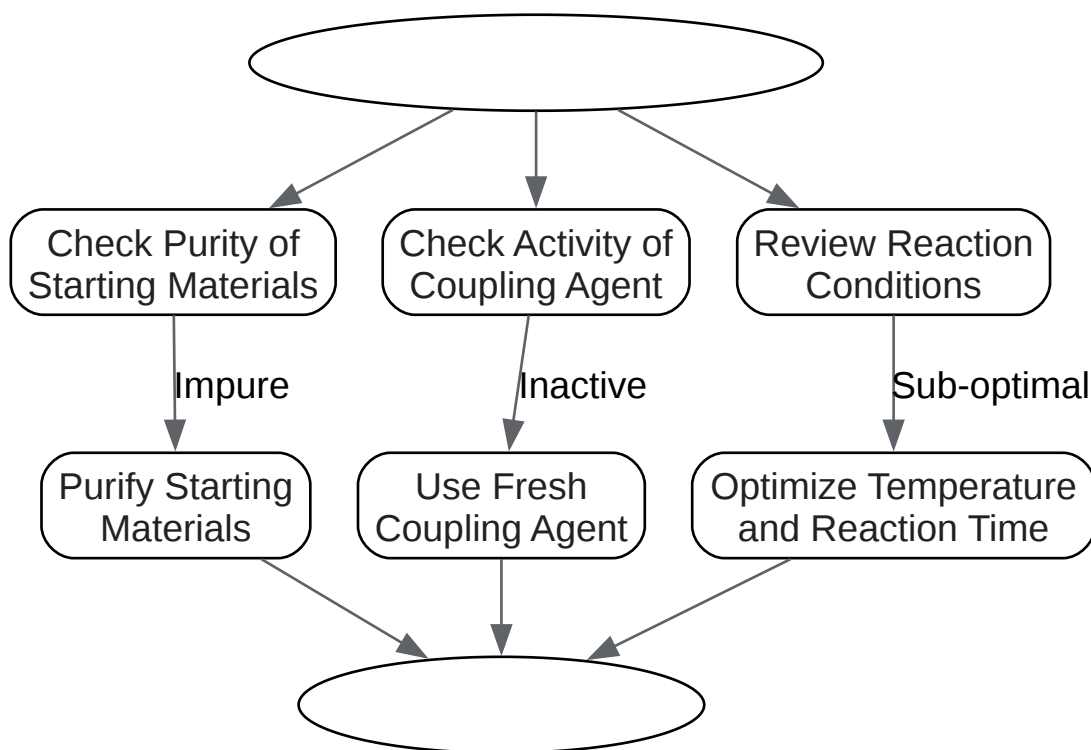 Check Purity of
Starting Materials
Check Activity of
Coupling Agent
Review Reaction
Conditions
Impure
Inactive
Sub-optimal
Purify Starting
Materials
Use Fresh
Coupling Agent
Optimize Temperature
and Reaction Time